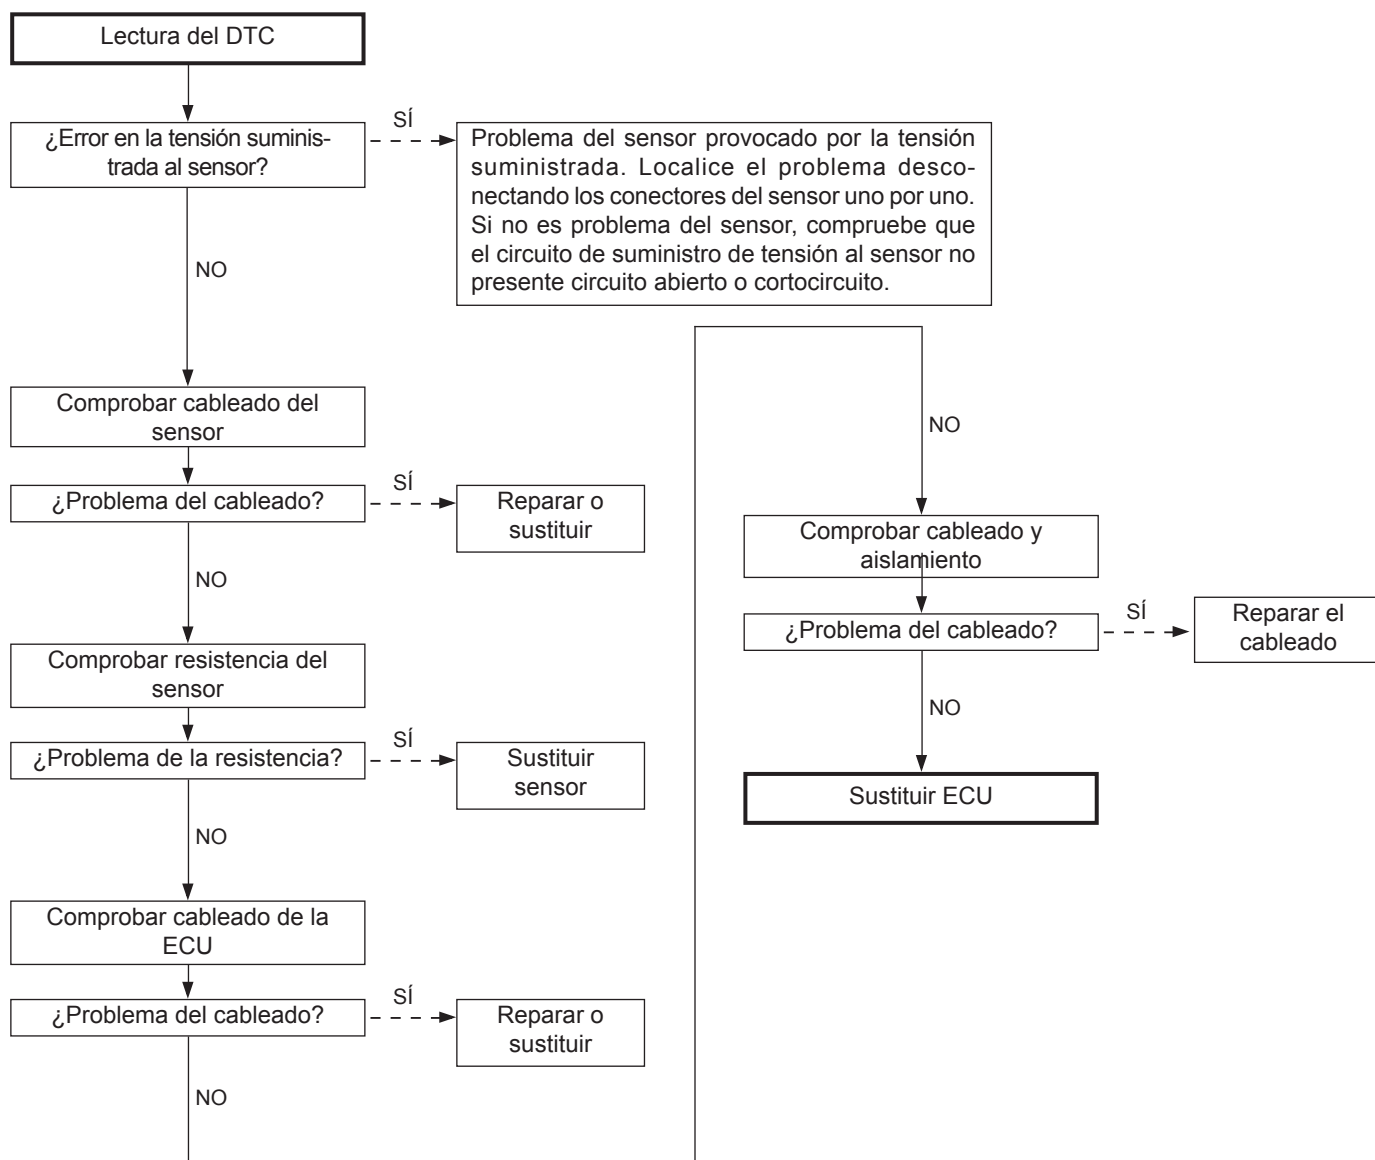 Lectura del DTC
¿Error en la tensión suminis-
trada al sensor?
SÍ
Problema del sensor provocado por la tensión
suministrada. Localice el problema desco-
nectando los conectores del sensor uno por uno.
Si no es problema del sensor, compruebe que
el circuito de suministro de tensión al sensor no
presente circuito abierto o cortocircuito.
NO
Comprobar cableado del
sensor
¿Problema del cableado?
SÍ
Reparar o
sustituir
NO
Comprobar resistencia del
sensor
¿Problema de la resistencia?
SÍ
Sustituir
sensor
NO
Comprobar cableado de la
ECU
¿Problema del cableado?
SÍ
Reparar o
sustituir
NO
NO
Comprobar cableado y
aislamiento
¿Problema del cableado?
SÍ
Reparar el
cableado
NO
Sustituir ECU